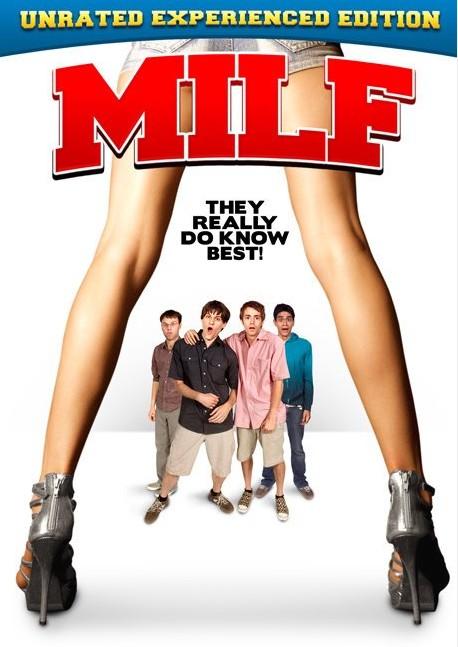 UNRATED EXPERIENCED EDITION
MILF
THEY
REALLY
DO KNOW
BEST!